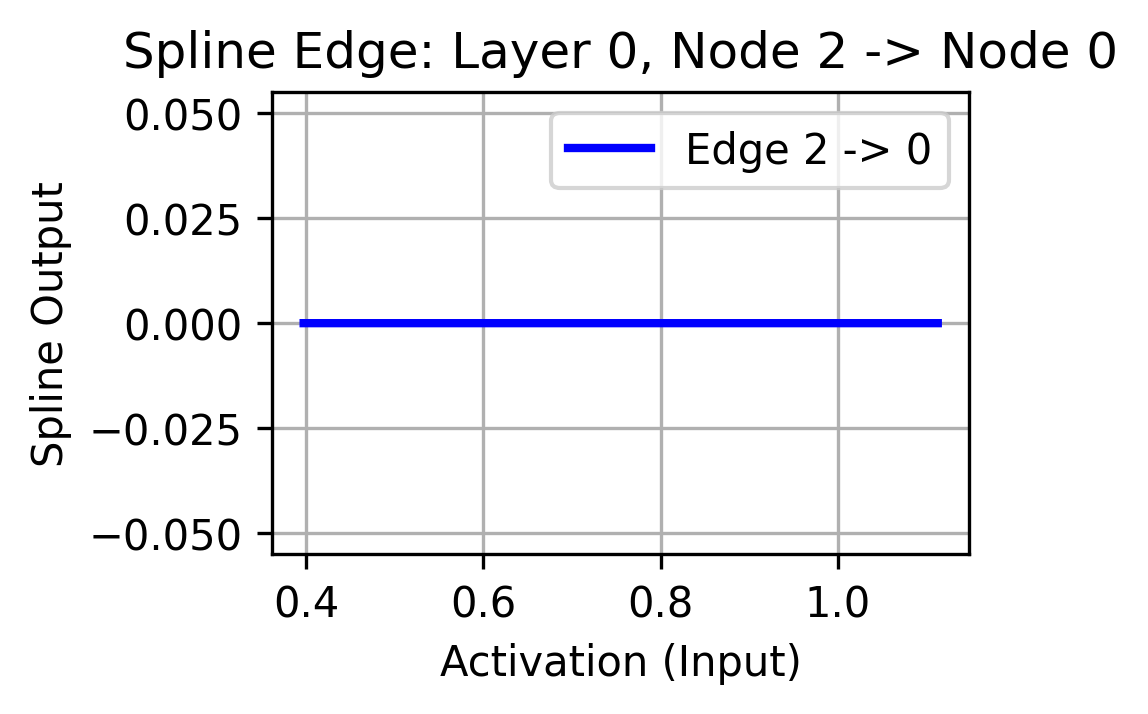 Spline Edge: Layer 0, Node 2 -> Node 0
Edge 2 -> 0
Spline Output
0.050
0.025
0.000
−0.025
−0.050
0.4 0.6 0.8 1.0
Activation (Input)